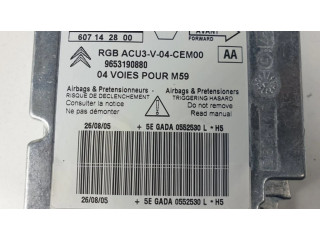 607 14 28 00
RGB ACU3-V-04-CEM00
AA
9653190880
04 VOIES POUR M59
Airbags & Pretensionneurs - Airbags & Pretensioners
RISQUE DE DECLENCHEMENT TRIGGERING HAZARD
Consulter la notice Do not remove
Ne pas démonter Read manual
26/08/05 + 5E GADA 0552530 L * H5
26/08/05 + 5E GADA 0552530 L * H5